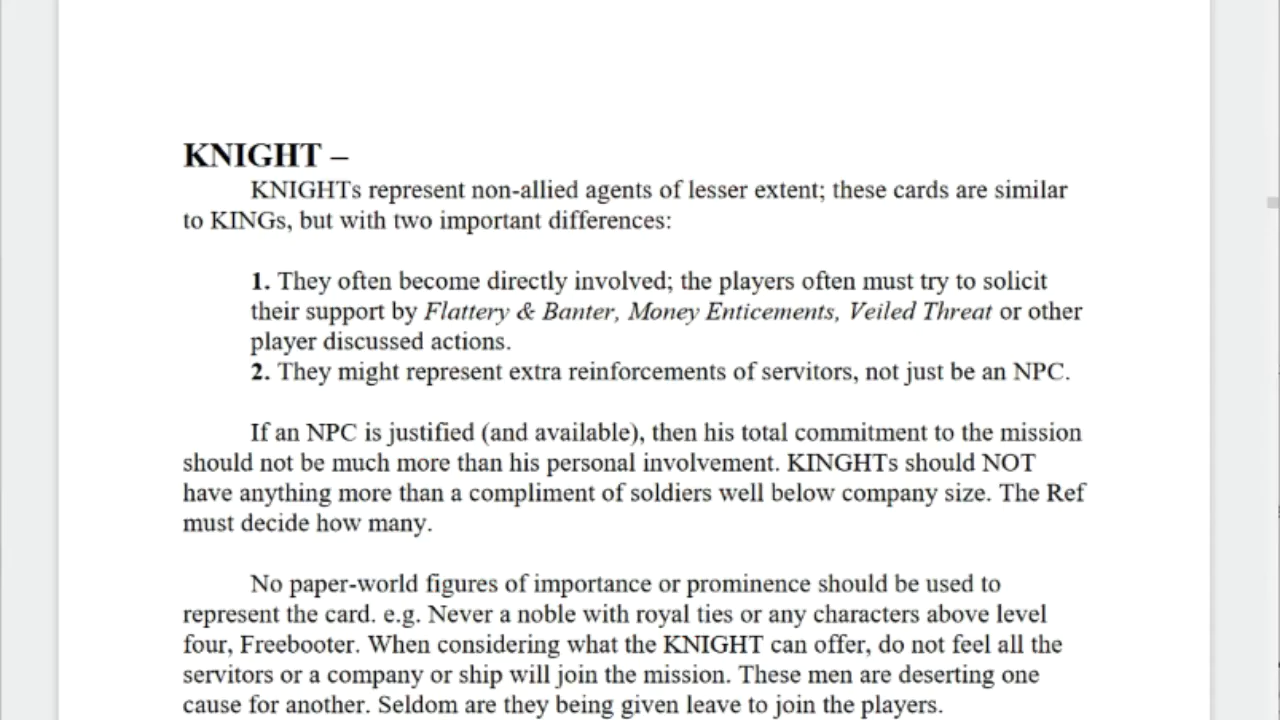 KNIGHT –
KNIGHTs represent non-allied agents of lesser extent; these cards are similar
to KINGs, but with two important differences:
1. They often become directly involved; the players often must try to solicit
their support by Flattery & Banter, Money Enticements, Veiled Threat or other
player discussed actions.
2. They might represent extra reinforcements of servitors, not just be an NPC.
If an NPC is justified (and available), then his total commitment to the mission
should not be much more than his personal involvement. KINGHTs should NOT
have anything more than a compliment of soldiers well below company size. The Ref
must decide how many.
No paper-world figures of importance or prominence should be used to
represent the card. e.g. Never a noble with royal ties or any characters above level
four, Freebooter. When considering what the KNIGHT can offer, do not feel all the
servitors or a company or ship will join the mission. These men are deserting one
cause for another. Seldom are they being given leave to join the players.